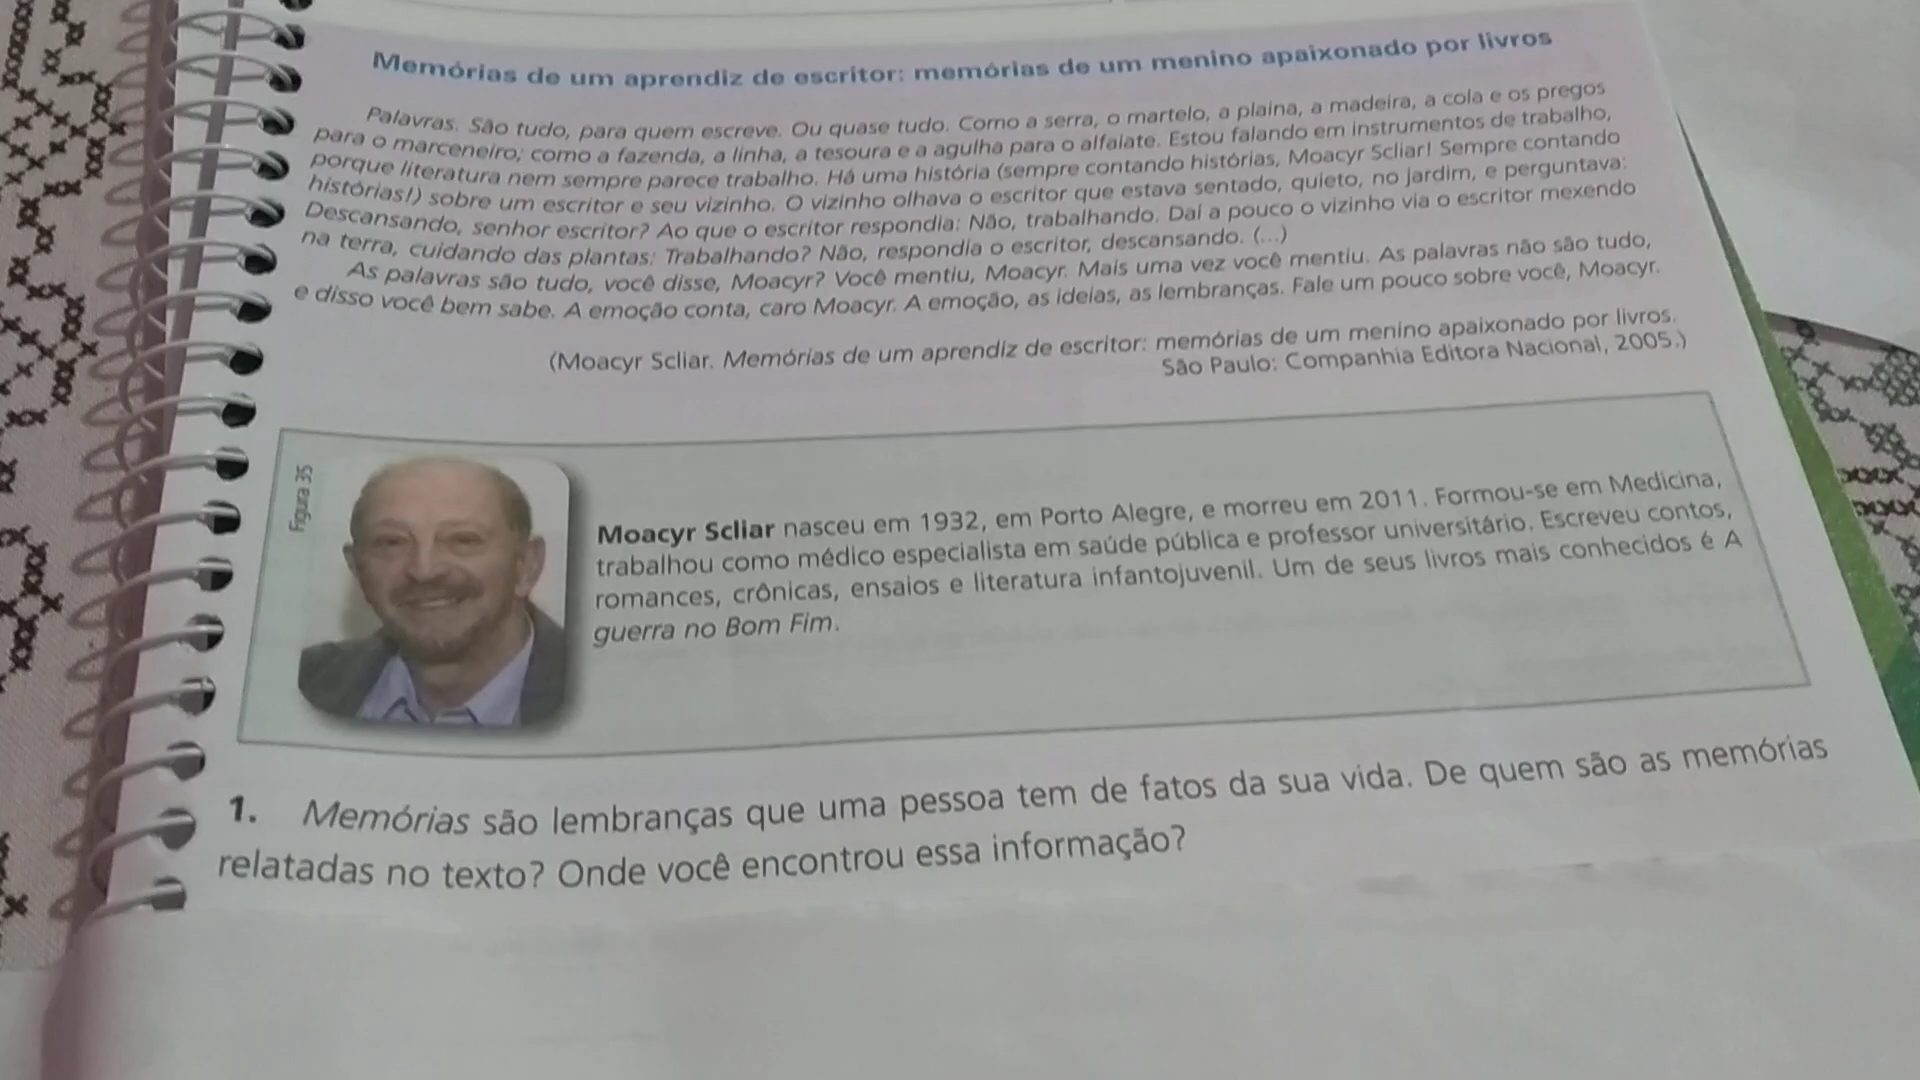 Memórias de um aprendiz de escritor: memórias de um menino apaixonado por livros
Palavras. São tudo, para quem escreve. Ou quase tudo. Como a serra, o martelo, a plaina, a madeira, a cola e os pregos
para o marceneiro; como a fazenda, a linha, a tesoura e a agulha para o alfaiate. Estou falando em instrumentos de trabalho,
porque literatura nem sempre parece trabalho. Há uma história (sempre contando histórias, Moacyr Scliar! Sempre contando
histórias!) sobre um escritor e seu vizinho. O vizinho olhava o escritor que estava sentado, quieto, no jardim, e perguntava:
Descansando, senhor escritor? Ao que o escritor respondia: Não, trabalhando. Daí a pouco o vizinho via o escritor mexendo
na terra, cuidando das plantas: Trabalhando? Não, respondia o escritor, descansando. (...)
As palavras são tudo, você disse, Moacyr? Você mentiu, Moacyr. Mais uma vez você mentiu. As palavras não são tudo,
e disso você bem sabe. A emoção conta, caro Moacyr. A emoção, as ideias, as lembranças. Fale um pouco sobre você, Moacyr.
(Moacyr Scliar. Memórias de um aprendiz de escritor: memórias de um menino apaixonado por livros.
São Paulo: Companhia Editora Nacional, 2005.)
Figura 35
Moacyr Scliar nasceu em 1932, em Porto Alegre, e morreu em 2011. Formou-se em Medicina,
trabalhou como médico especialista em saúde pública e professor universitário. Escreveu contos,
romances, crônicas, ensaios e literatura infantojuvenil. Um de seus livros mais conhecidos é A
guerra no Bom Fim.
1. Memórias são lembranças que uma pessoa tem de fatos da sua vida. De quem são as memórias
relatadas no texto? Onde você encontrou essa informação?